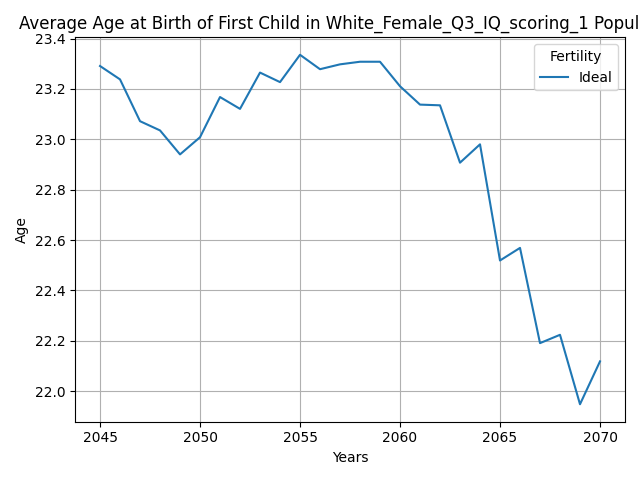 Average Age at Birth of First Child in White_Female_Q3_IQ_scoring_1 Popul
Fertility
Ideal
23.4
23.2
23.0
22.8
22.6
22.4
22.2
22.0
Age
2045 2050 2055 2060 2065 2070
Years